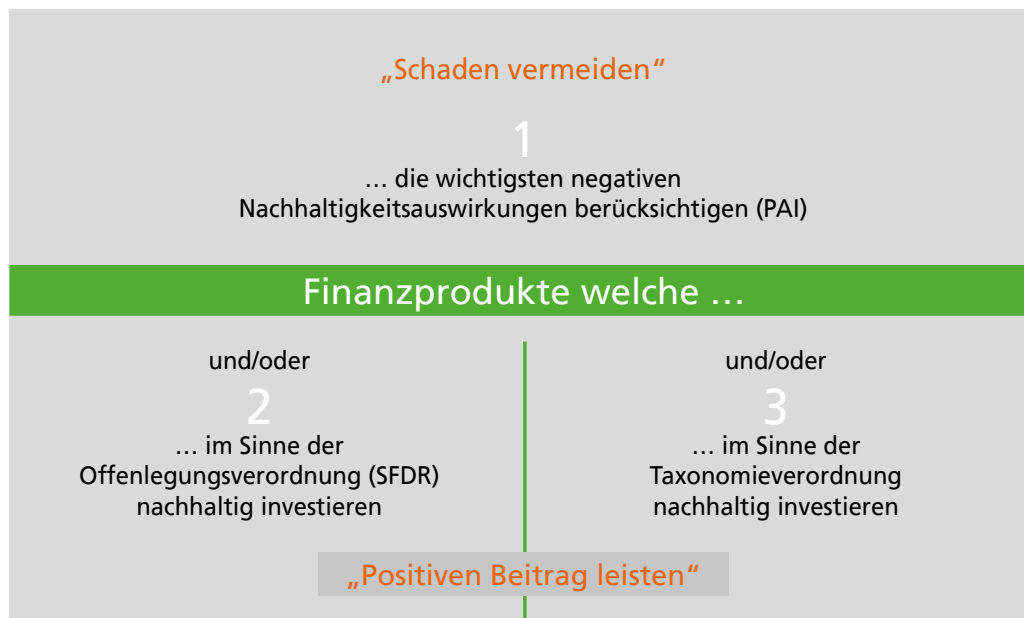 „Schaden vermeiden“
1
… die wichtigsten negativen
Nachhaltigkeitsauswirkungen berücksichtigen (PAI)
Finanzprodukte welche …
und/oder
2
… im Sinne der
Offenlegungsverordnung (SFDR)
nachhaltig investieren
und/oder
3
… im Sinne der
Taxonomieverordnung
nachhaltig investieren
„Positiven Beitrag leisten“